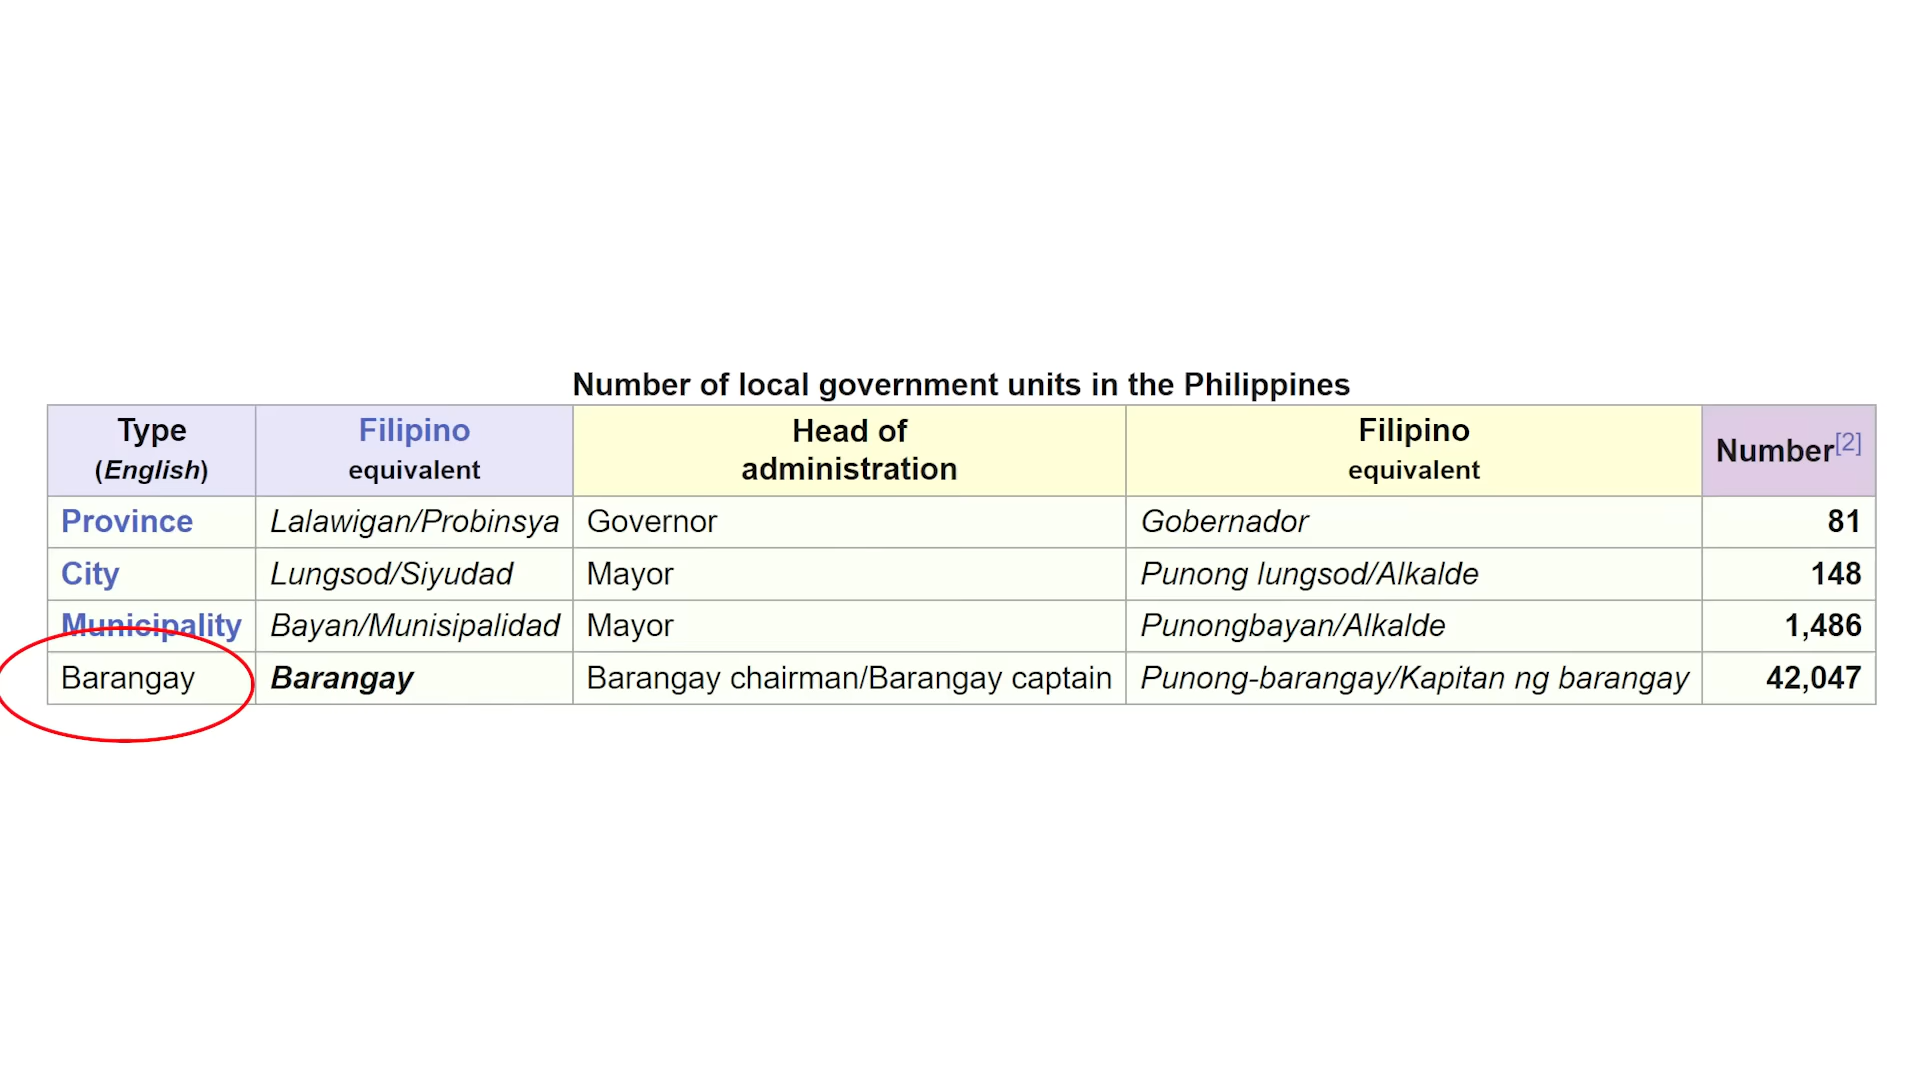 Number of local government units in the Philippines
Type
(English)
Filipino
equivalent
Head of
administration
Filipino
equivalent
Number[2]
Province Lalawigan/Probinsya Governor Gobernador 81
City Lungsod/Siyudad Mayor Punong lungsod/Alkalde 148
Municipality Bayan/Munisipalidad Mayor Punongbayan/Alkalde 1,486
Barangay Barangay Barangay chairman/Barangay captain Punong-barangay/Kapitan ng barangay 42,047